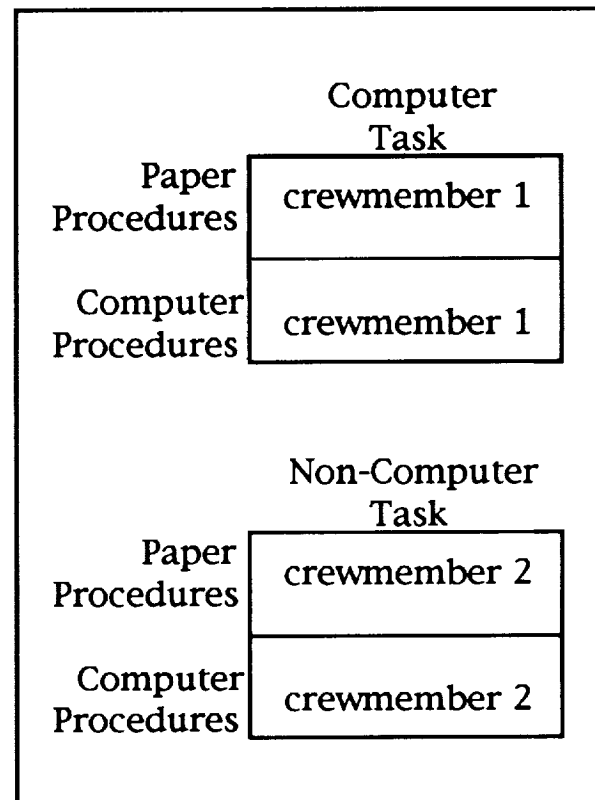 Computer
Task
Paper
Procedures
crewmember 1
Computer
Procedures
crewmember 1
Non-Computer
Task
Paper
Procedures
crewmember 2
Computer
Procedures
crewmember 2